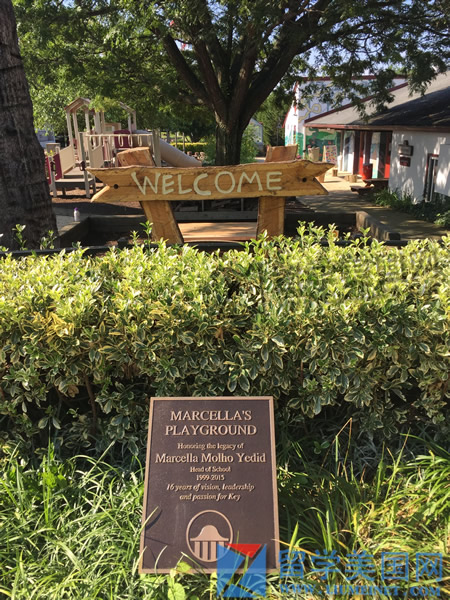 WELCOME
MARCELLA'S
PLAYGROUND
Honoring the legacy of
Marcella Molho Yedid
Head of School
1999-2015
16 years of vision, leadership
and passion for Key
留学美国网